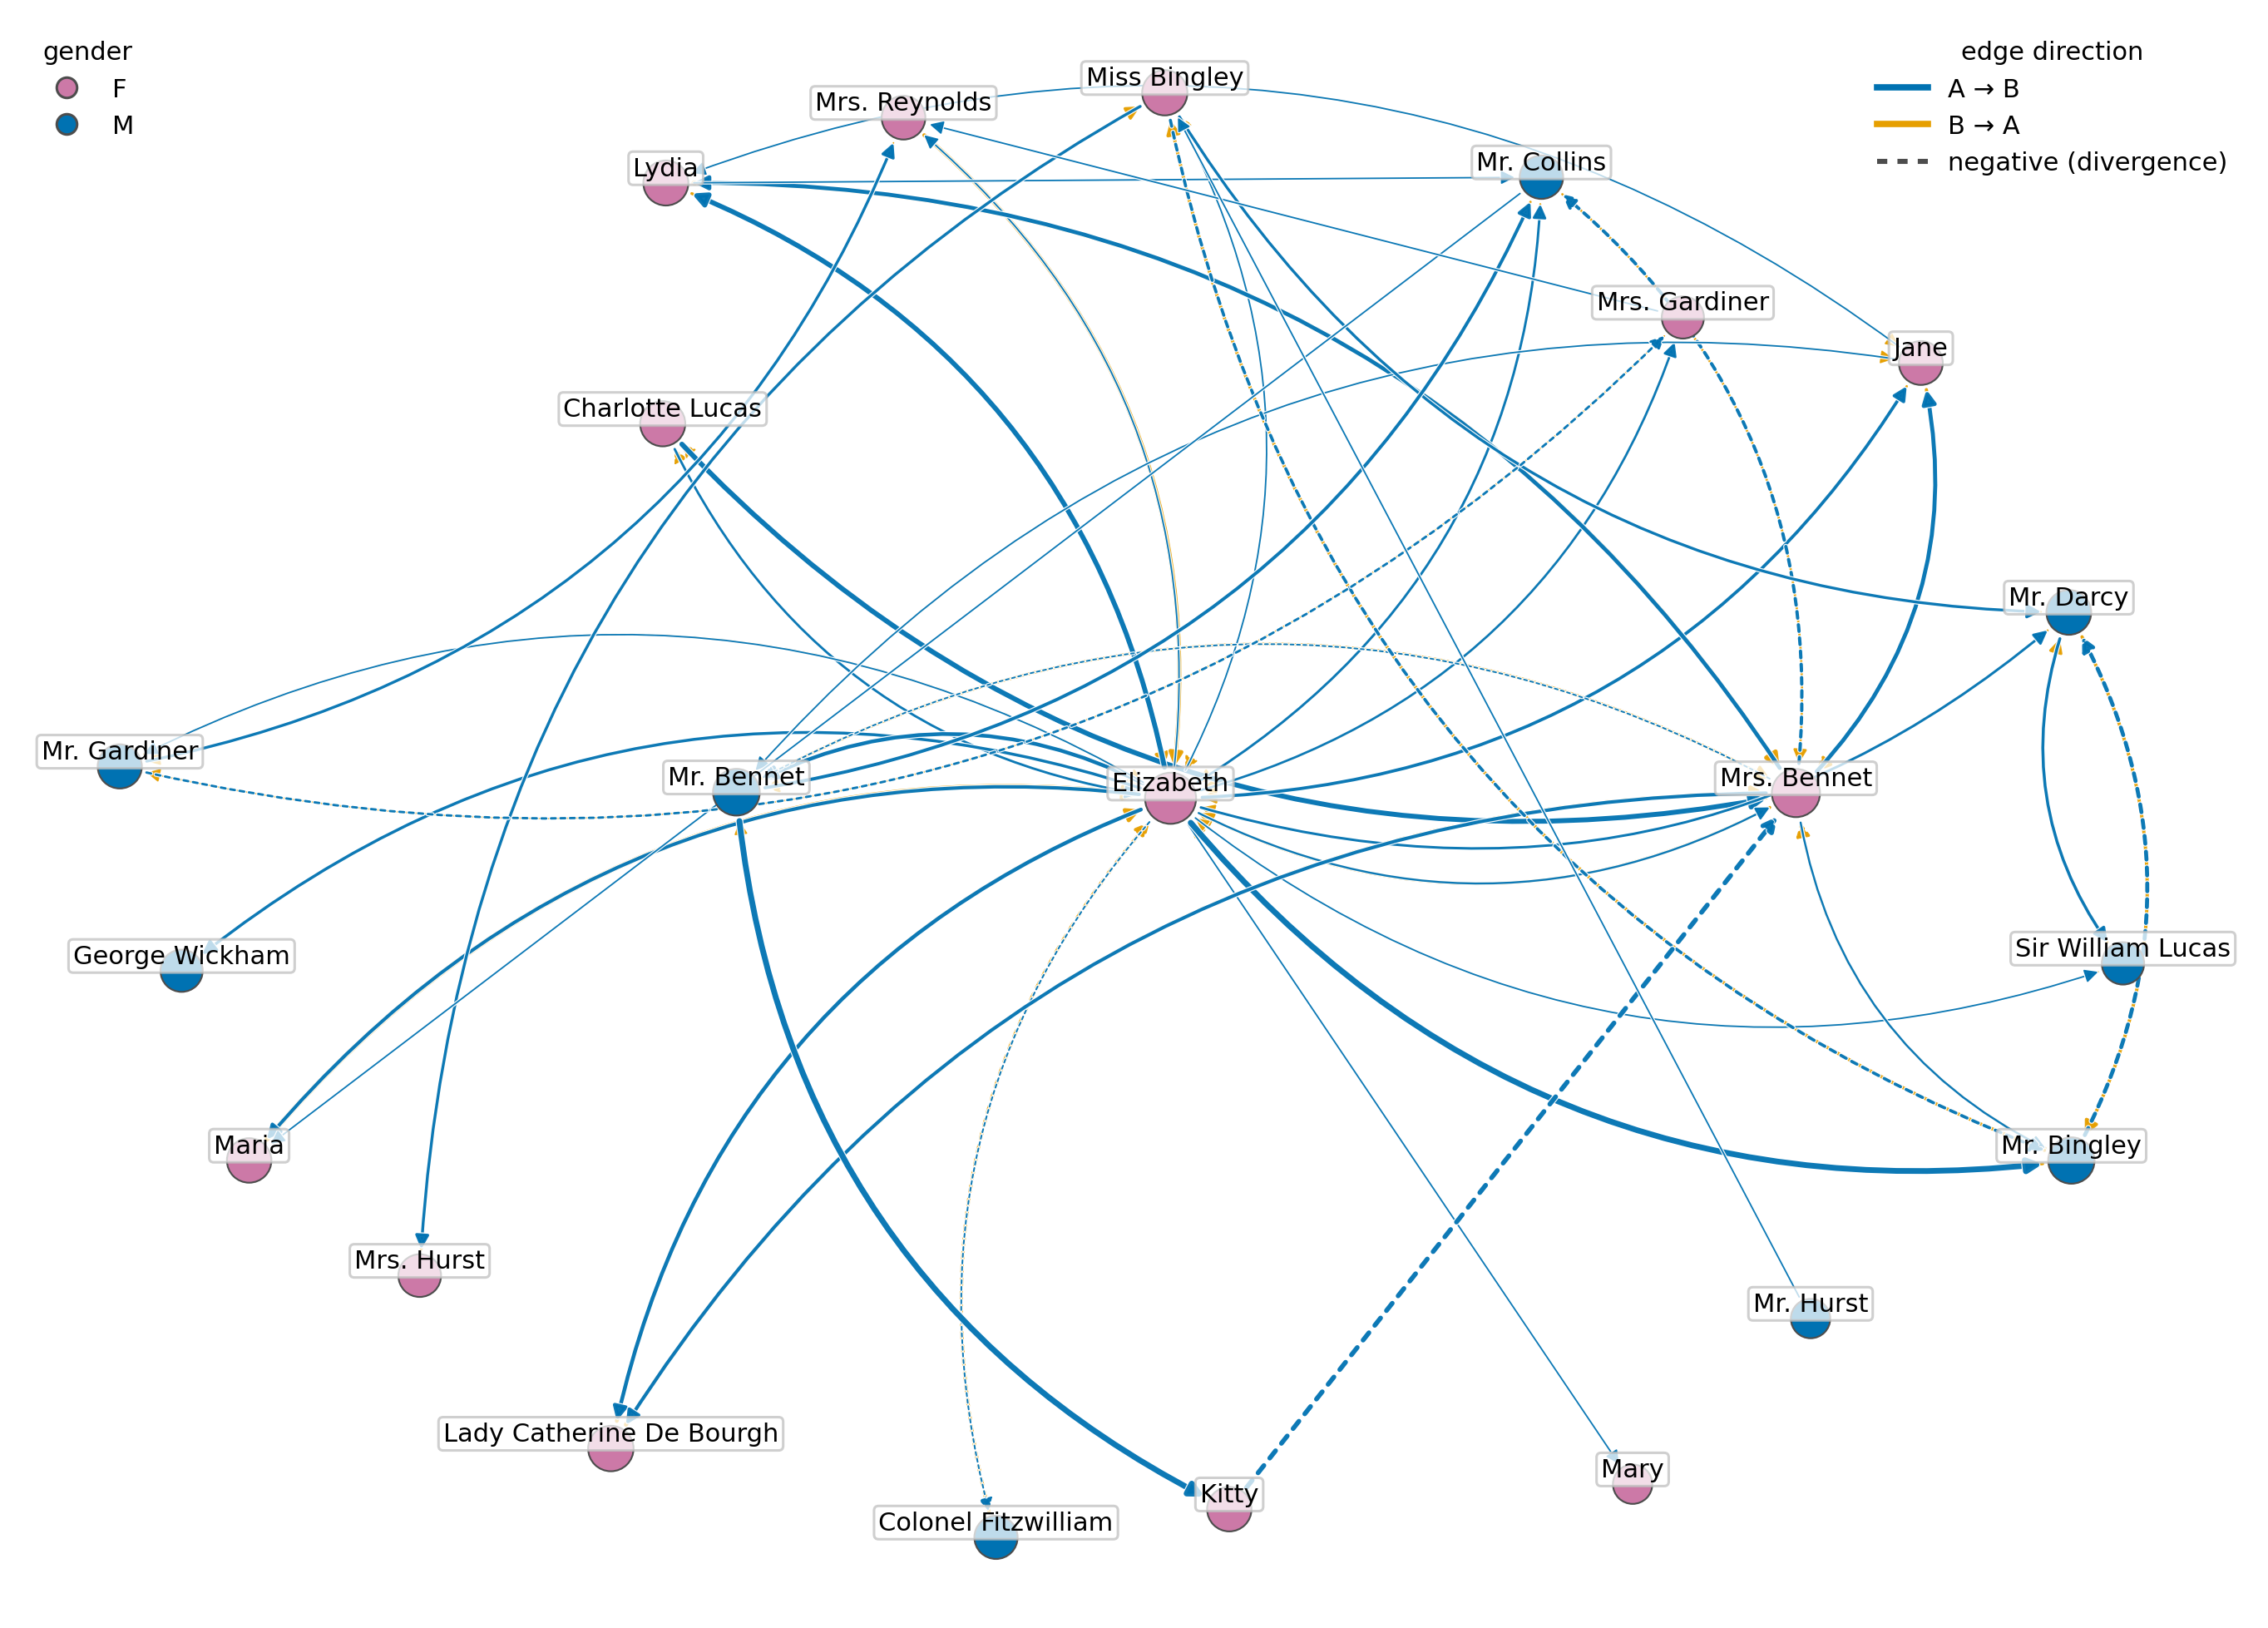 gender
F
M
edge direction
A → B
B → A
negative (divergence)
Miss Bingley
Mrs. Reynolds
Lydia
Mr. Collins
Mrs. Gardiner
Jane
Charlotte Lucas
Mr. Darcy
Mr. Gardiner
Mr. Bennet
Elizabeth
Mrs. Bennet
George Wickham
Sir William Lucas
Maria
Mr. Bingley
Mrs. Hurst
Mr. Hurst
Lady Catherine De Bourgh
Mary
Kitty
Colonel Fitzwilliam